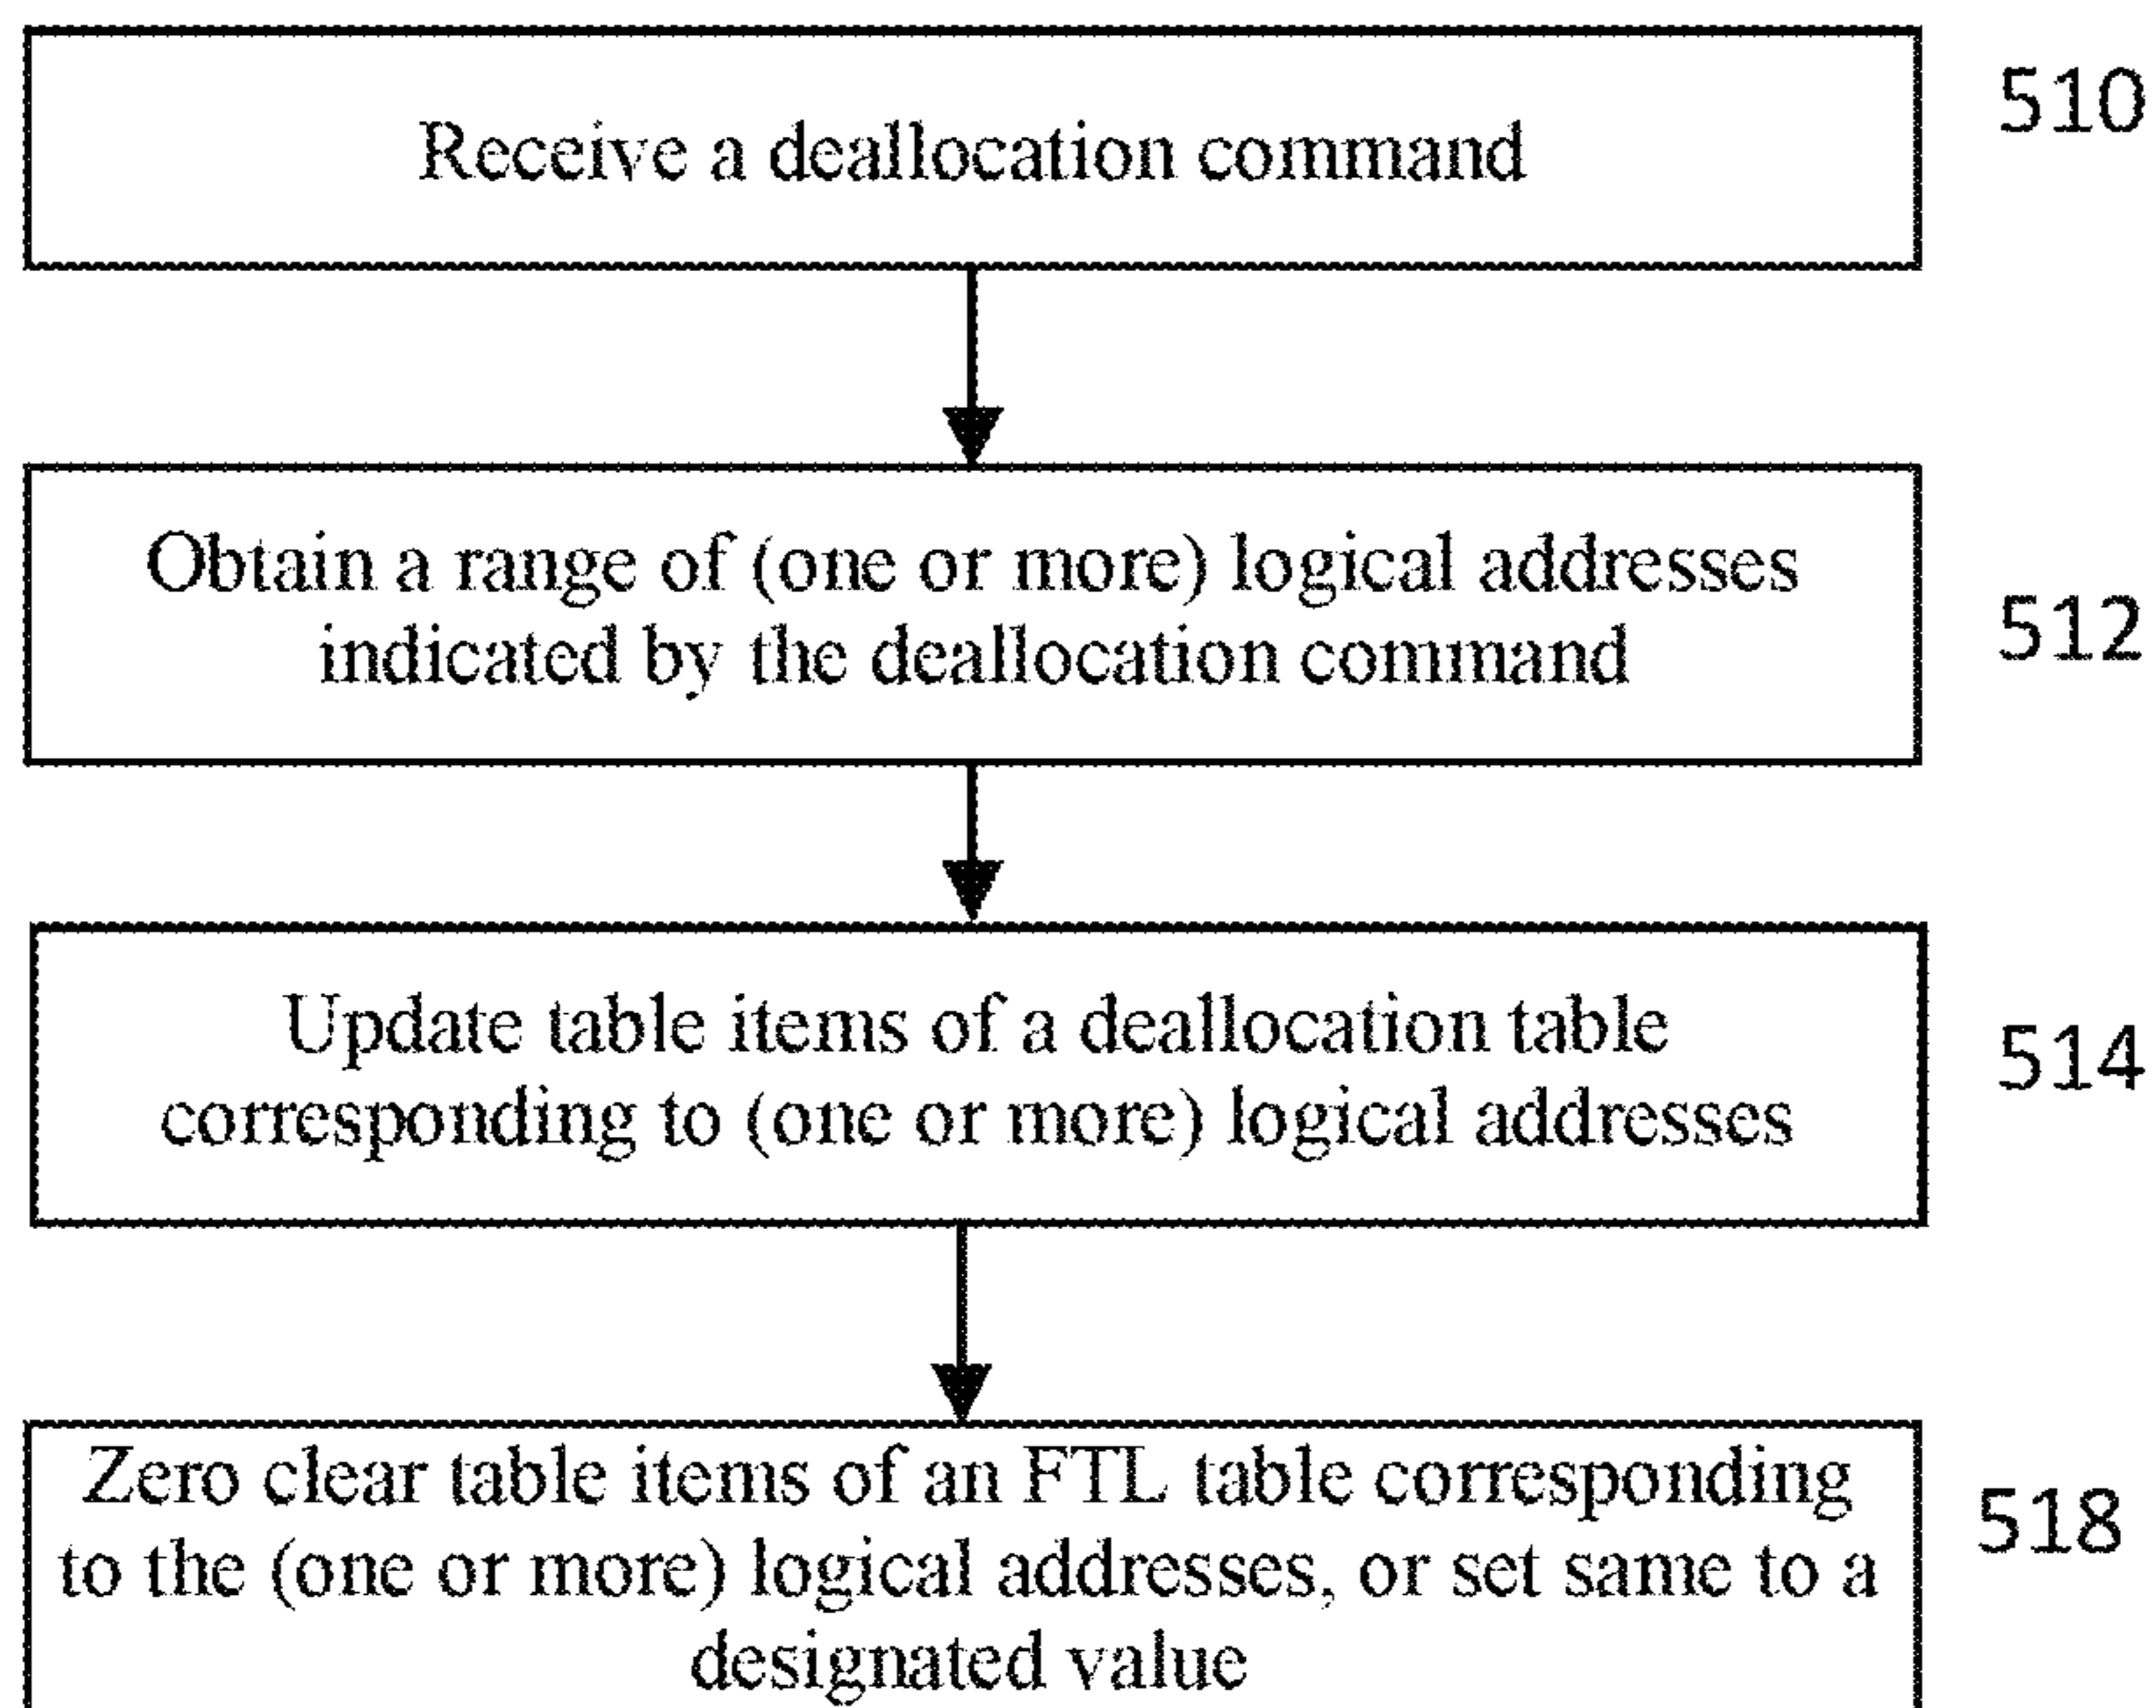 Receive a deallocation command
510
Obtain a range of (one or more) logical addresses
indicated by the deallocation command
512
Update table items of a deallocation table
corresponding to (one or more) logical addresses
514
Zero clear table items of an FTL table corresponding
to the (one or more) logical addresses, or set same to a
designated value
518